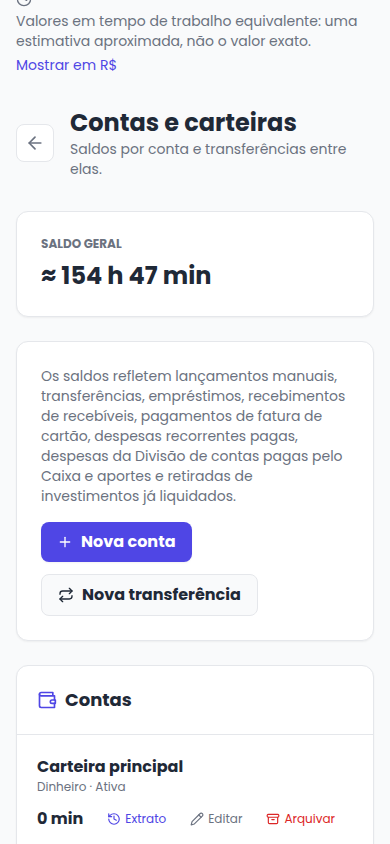 Valores em tempo de trabalho equivalente: uma
estimativa aproximada, não o valor exato.
Mostrar em R$
Contas e carteiras
Saldos por conta e transferências entre
elas.
SALDO GERAL
≈ 154 h 47 min
Os saldos refletem lançamentos manuais,
transferências, empréstimos, recebimentos
de recebíveis, pagamentos de fatura de
cartão, despesas recorrentes pagas,
despesas da Divisão de contas pagas pelo
Caixa e aportes e retiradas de
investimentos já liquidados.
Nova conta
Nova transferência
Contas
Carteira principal
Dinheiro · Ativa
0 min Extrato Editar Arquivar